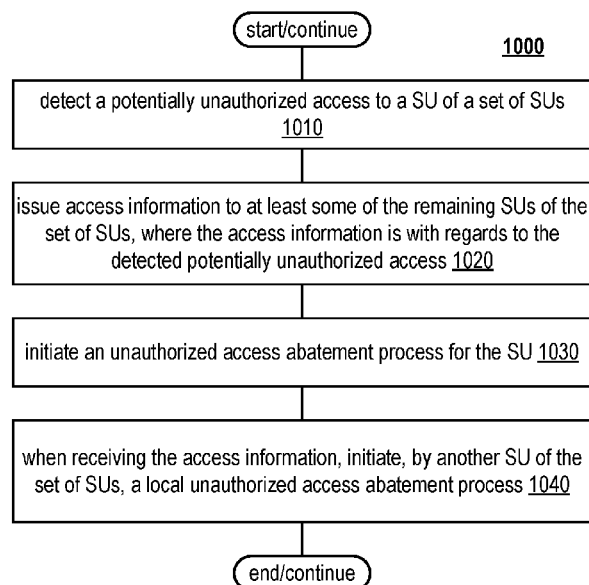 start/continue
1000
detect a potentially unauthorized access to a SU of a set of SUs
1010
issue access information to at least some of the remaining SUs of the
set of SUs, where the access information is with regards to the
detected potentially unauthorized access 1020
initiate an unauthorized access abatement process for the SU 1030
when receiving the access information, initiate, by another SU of the
set of SUs, a local unauthorized access abatement process 1040
end/continue